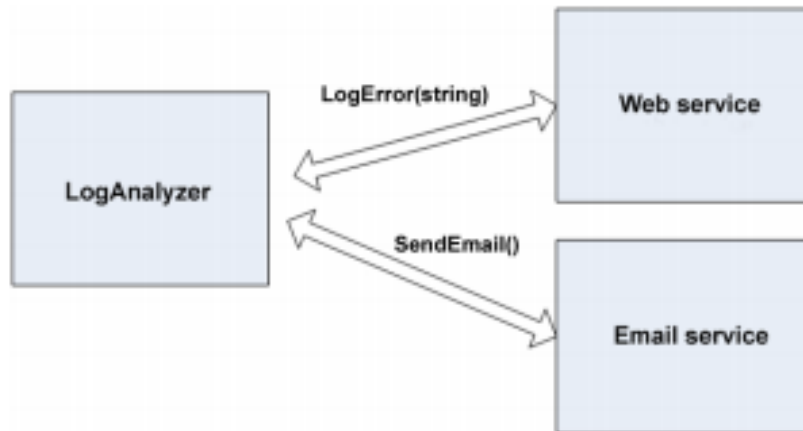 LogError(string)
Web service
LogAnalyzer
SendEmail()
Email service